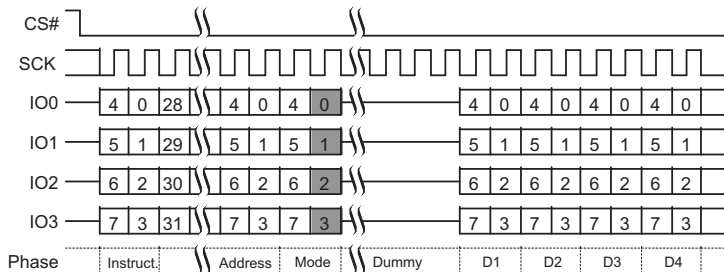 CS#
SCK
IO0 4 0 28 4 0 4 0 4 0 4 0 4 0 4 0
IO1 5 1 29 5 1 5 1 5 1 5 1 5 1 5 1
IO2 6 2 30 6 2 6 2 6 2 6 2 6 2 6 2
IO3 7 3 31 7 3 7 3 7 3 7 3 7 3 7 3
Phase Instruct. Address Mode Dummy D1 D2 D3 D4